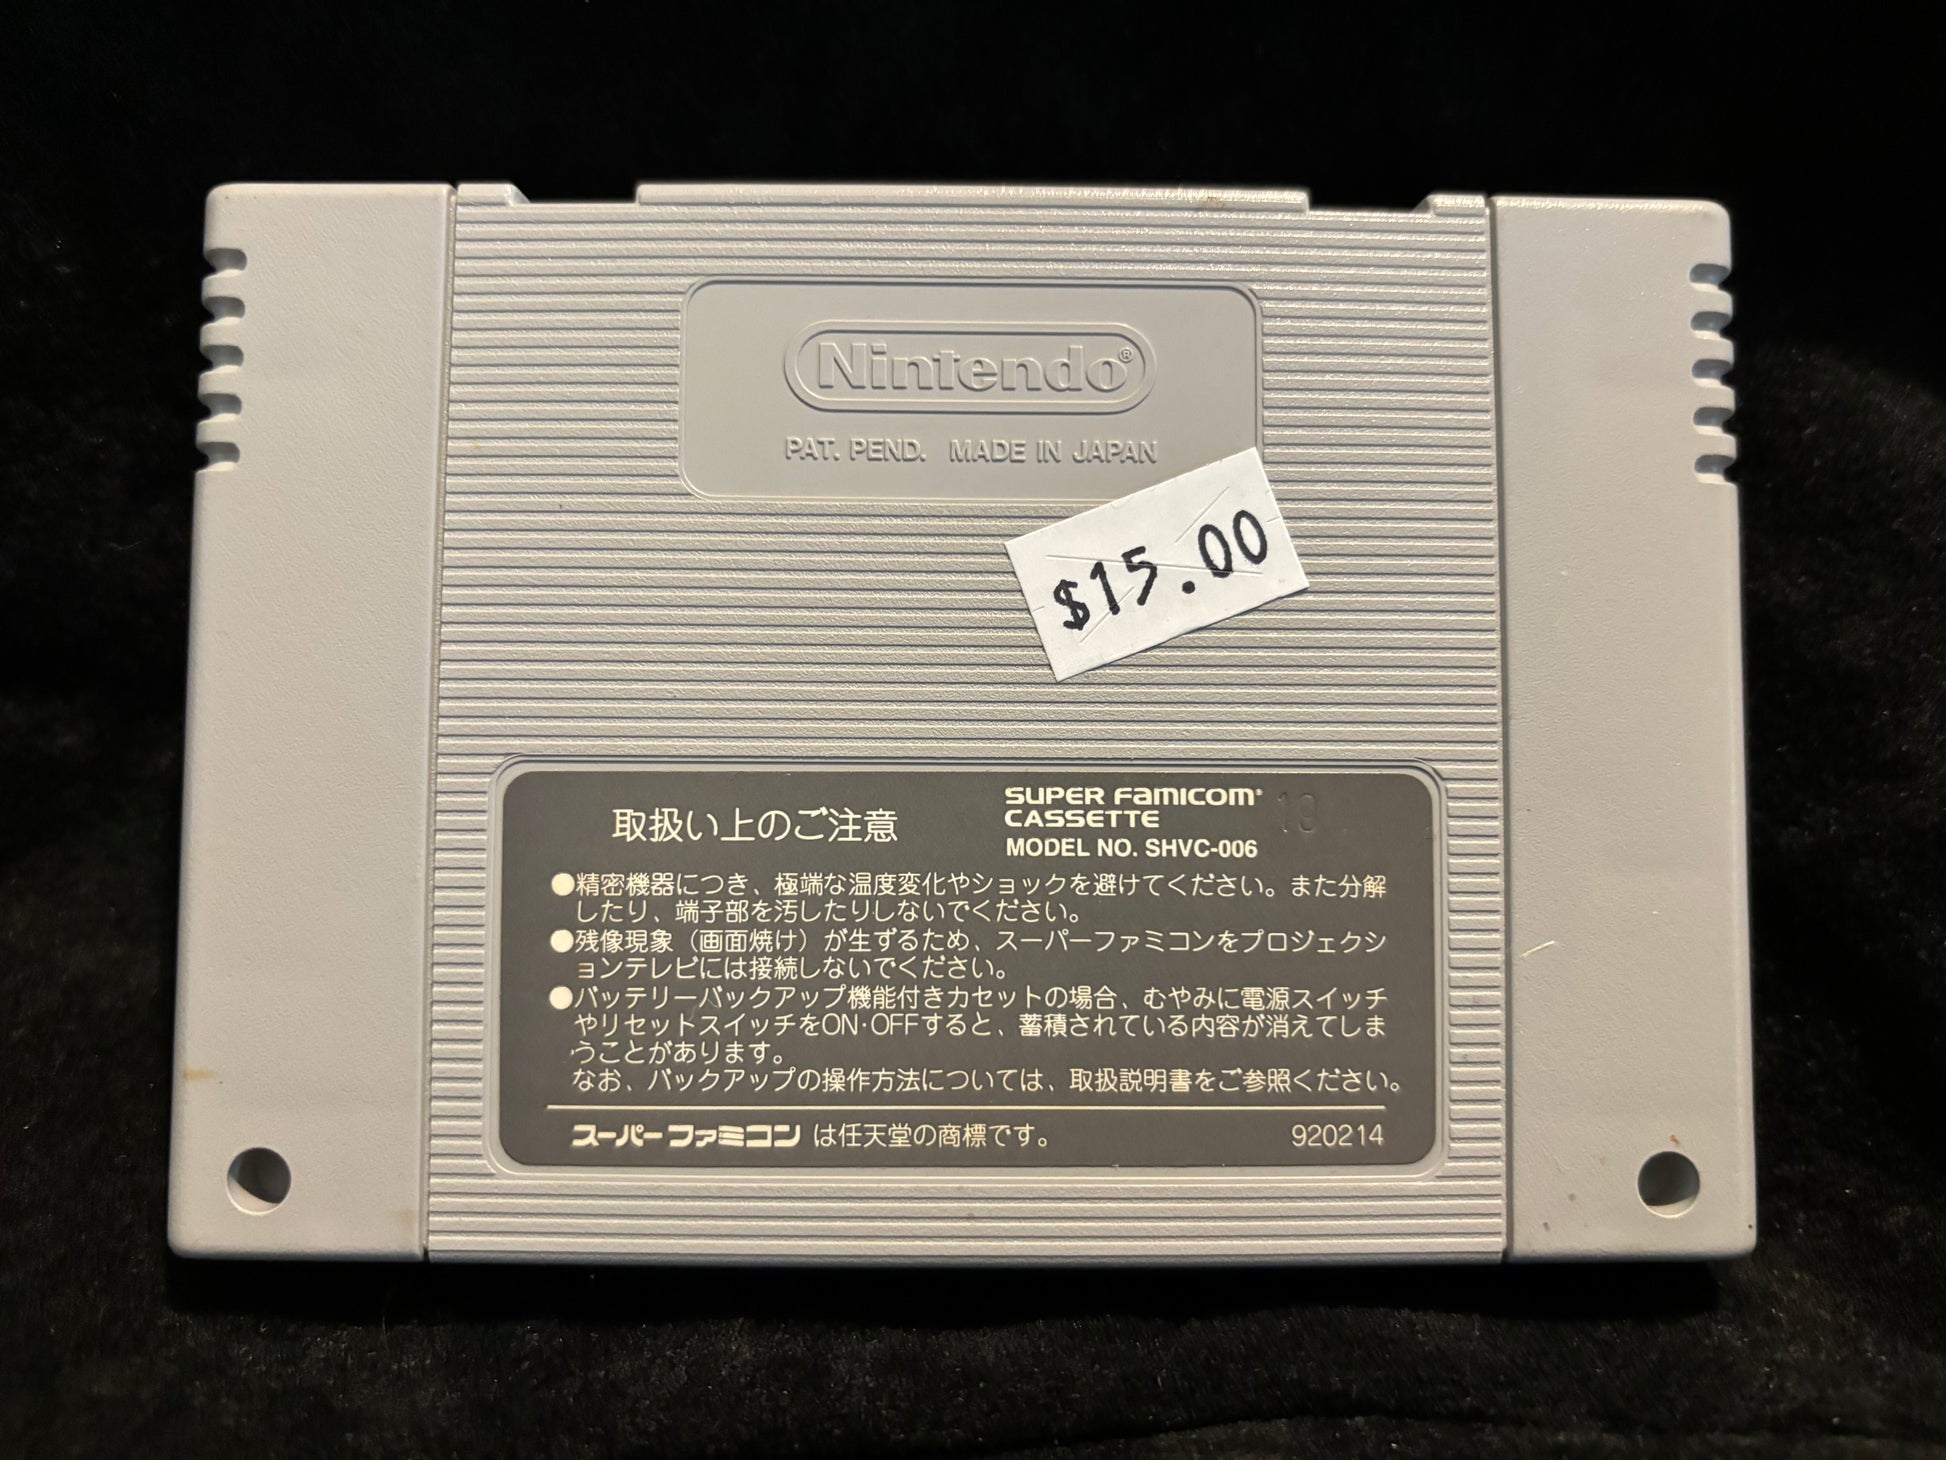 Nintendo®
PAT. PEND. MADE IN JAPAN
$15.00
取扱い上のご注意
SUPER FAMICOM®
CASSETTE
MODEL NO. SHVC-006
●精密機器につき、極端な温度変化やショックを避けてください。また分解
したり、端子部を汚したりしないでください。
●残像現象（画面焼け）が生ずるため、スーパーファミコンをプロジェクシ
ョンテレビには接続しないでください。
●バッテリーバックアップ機能付きカセットの場合、むやみに電源スイッチ
やリセットスイッチをON・OFFすると、蓄積されている内容が消えてしま
うことがあります。
なお、バックアップの操作方法については、取扱説明書をご参照ください。
スーパーファミコン は任天堂の商標です。
920214